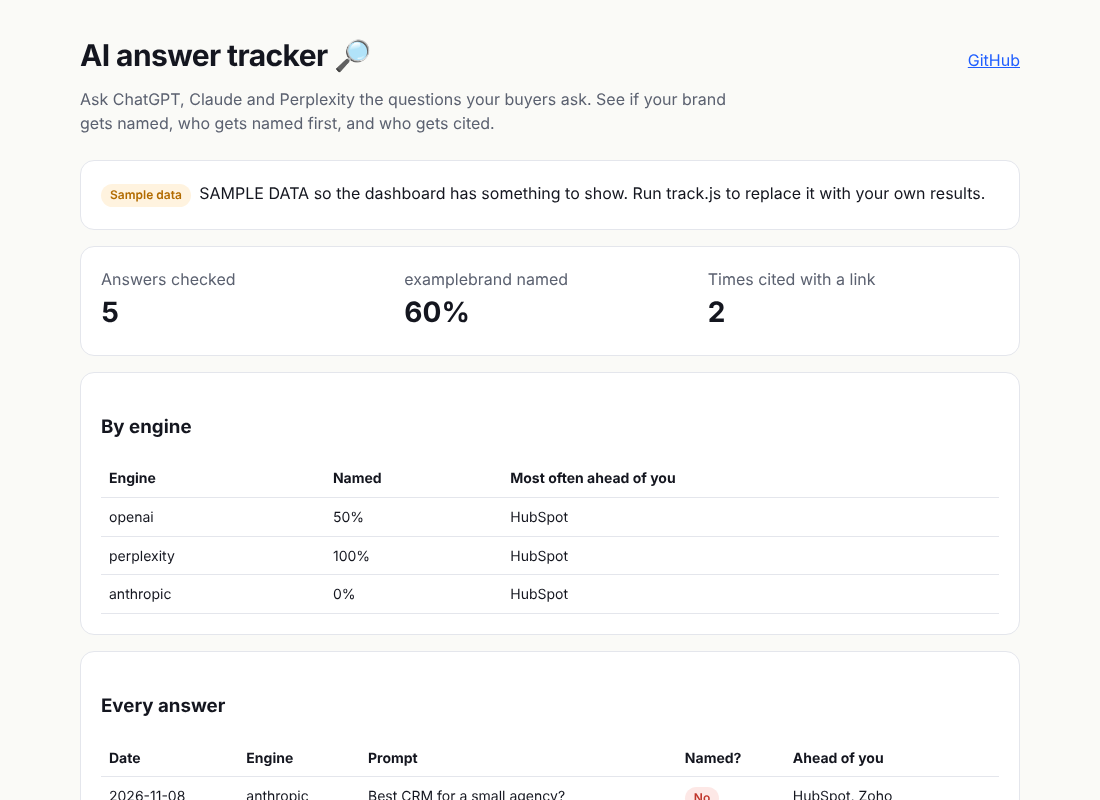 AI answer tracker 🔎
GitHub
Ask ChatGPT, Claude and Perplexity the questions your buyers ask. See if your brand
gets named, who gets named first, and who gets cited.
Sample data SAMPLE DATA so the dashboard has something to show. Run track.js to replace it with your own results.
Answers checked examplebrand named Times cited with a link
5 60% 2
By engine
Engine Named Most often ahead of you
openai 50% HubSpot
perplexity 100% HubSpot
anthropic 0% HubSpot
Every answer
Date Engine Prompt Named? Ahead of you
2026-11-08 anthropic Best CRM for a small agency? No HubSpot, Zoho